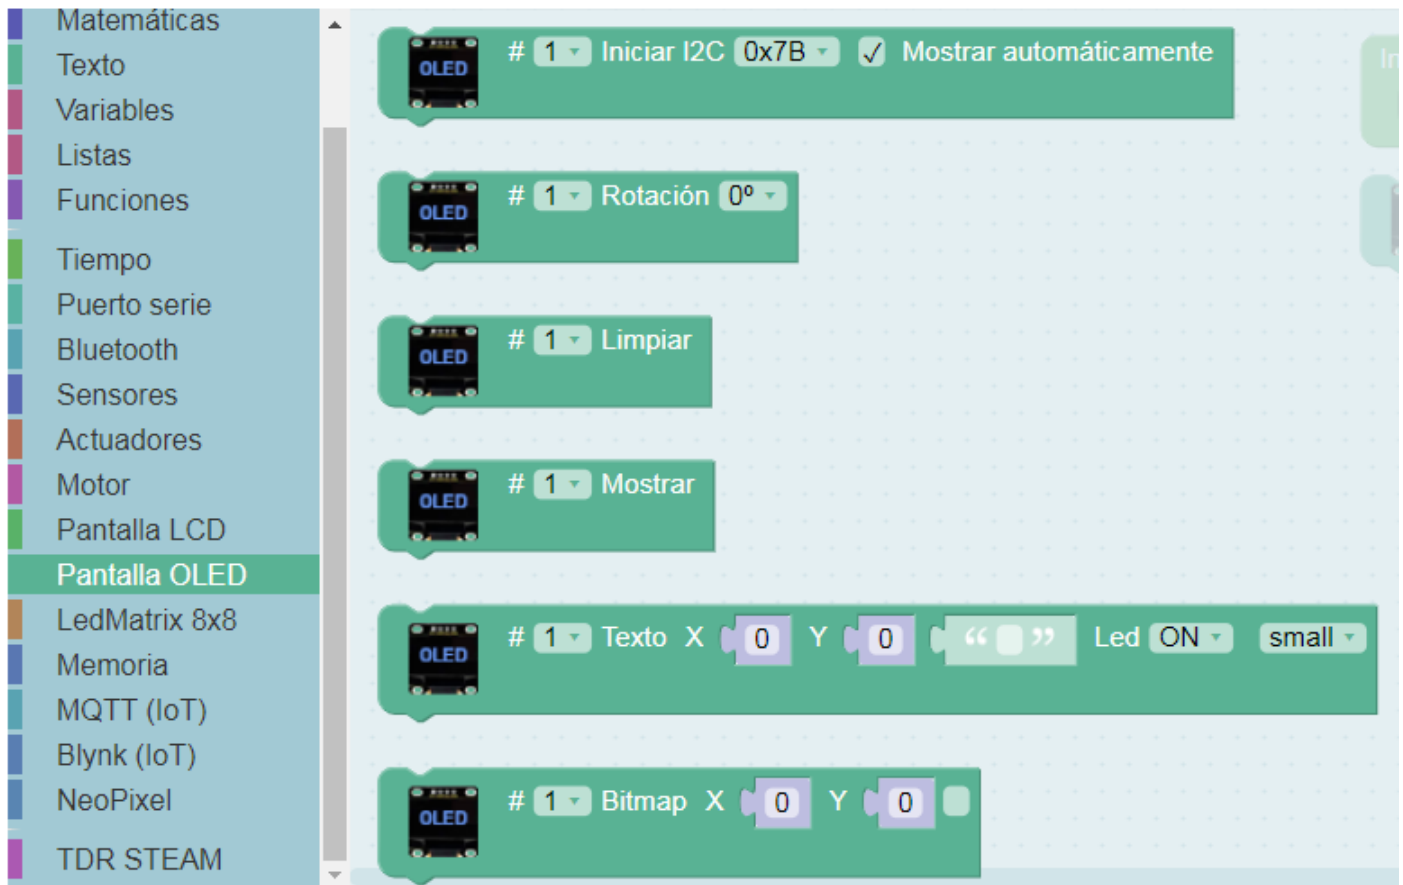 Matemáticas
Texto
Variables
Listas
Funciones
Tiempo
Puerto serie
Bluetooth
Sensores
Actuadores
Motor
Pantalla LCD
Pantalla OLED
LedMatrix 8x8
Memoria
MQTT (IoT)
Blynk (IoT)
NeoPixel
TDR STEAM
OLED # 1 Iniciar I2C 0x7B ✓ Mostrar automáticamente
OLED # 1 Rotación 0º
OLED # 1 Limpiar
OLED # 1 Mostrar
OLED # 1 Texto X 0 Y 0 “ ” Led ON small
OLED # 1 Bitmap X 0 Y 0
In